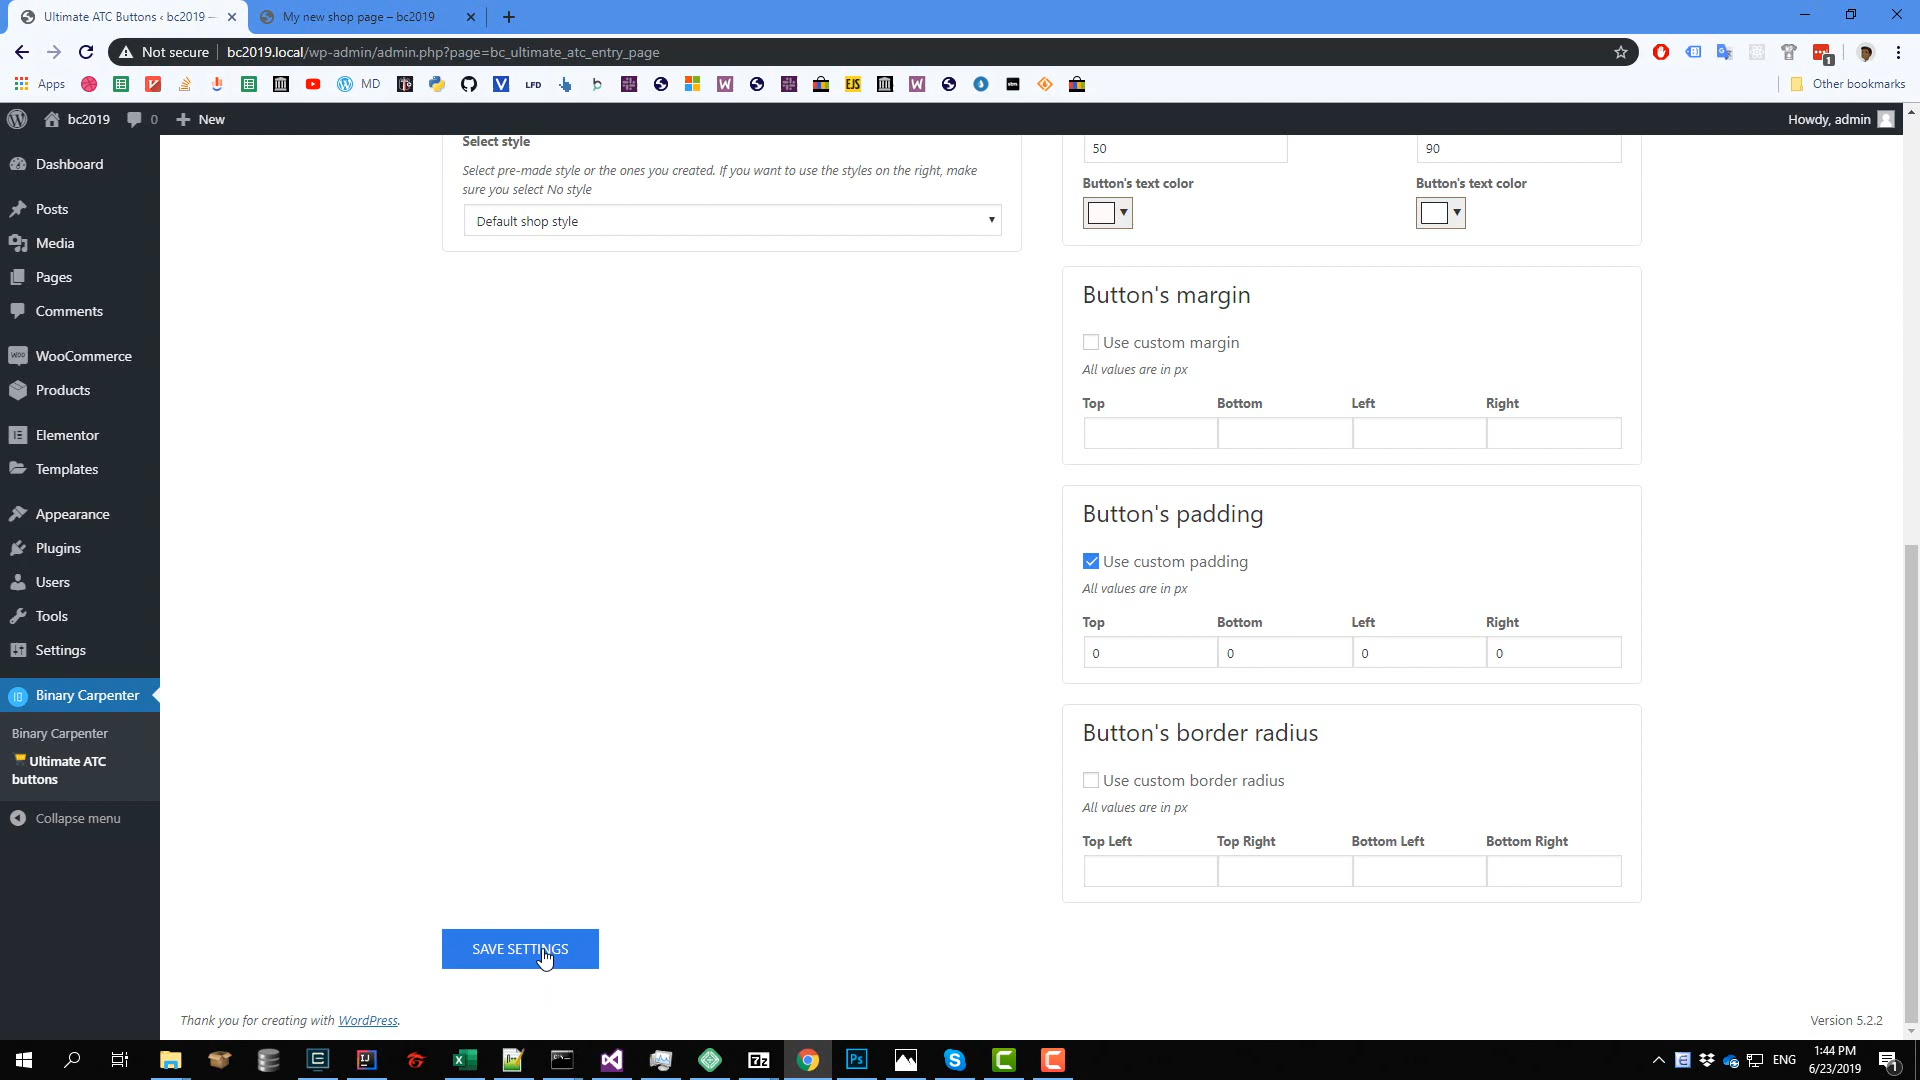 Ultimate ATC Buttons ‹ bc2019 —
My new shop page – bc2019
Not secure
bc2019.local/wp-admin/admin.php?page=bc_ultimate_atc_entry_page
1
Apps
MD
LFD
EJS
Other bookmarks
bc2019
0
New
Howdy, admin
Dashboard
Posts
Media
Pages
Comments
WooCommerce
Products
Elementor
Templates
Appearance
Plugins
Users
Tools
Settings
Binary Carpenter
Binary Carpenter
Ultimate ATC
buttons
Collapse menu
Select style
Select pre-made style or the ones you created. If you want to use the styles on the right, make
sure you select No style
Default shop style
50
90
Button's text color
Button's text color
Button's margin
Use custom margin
All values are in px
Top Bottom Left Right
Button's padding
Use custom padding
All values are in px
Top Bottom Left Right
0 0 0 0
Button's border radius
Use custom border radius
All values are in px
Top Left Top Right Bottom Left Bottom Right
SAVE SETTINGS
Thank you for creating with WordPress.
Version 5.2.2
Ps
ENG
1:44 PM
6/23/2019
1